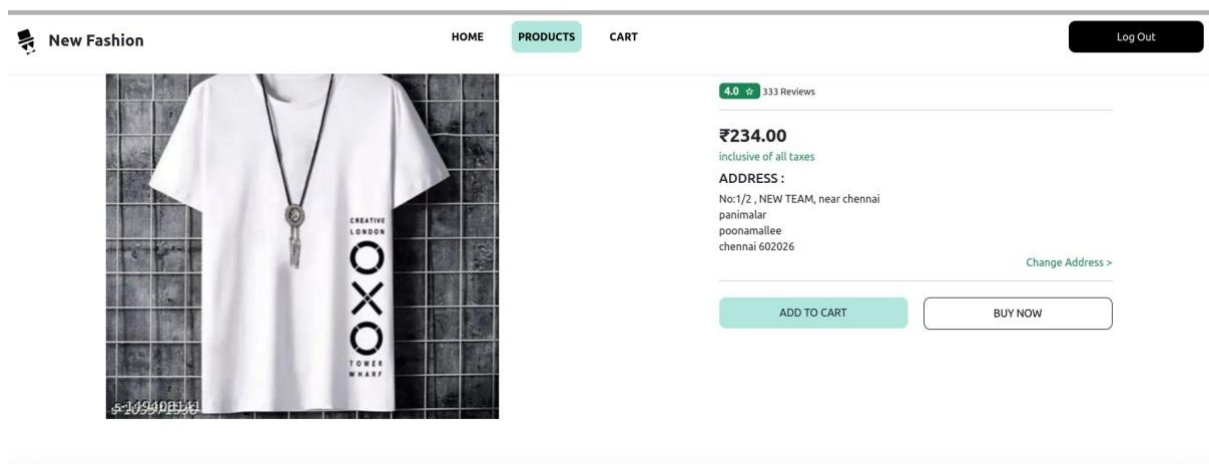 New Fashion
HOME
PRODUCTS
CART
Log Out
4.0 ☆ 333 Reviews
₹234.00
inclusive of all taxes
ADDRESS :
No:1/2 , NEW TEAM, near chennai
panimalar
poonamallee
chennai 602026
Change Address >
ADD TO CART
BUY NOW
CREATIVE
LONDON
OXO
TOWER
WHARF